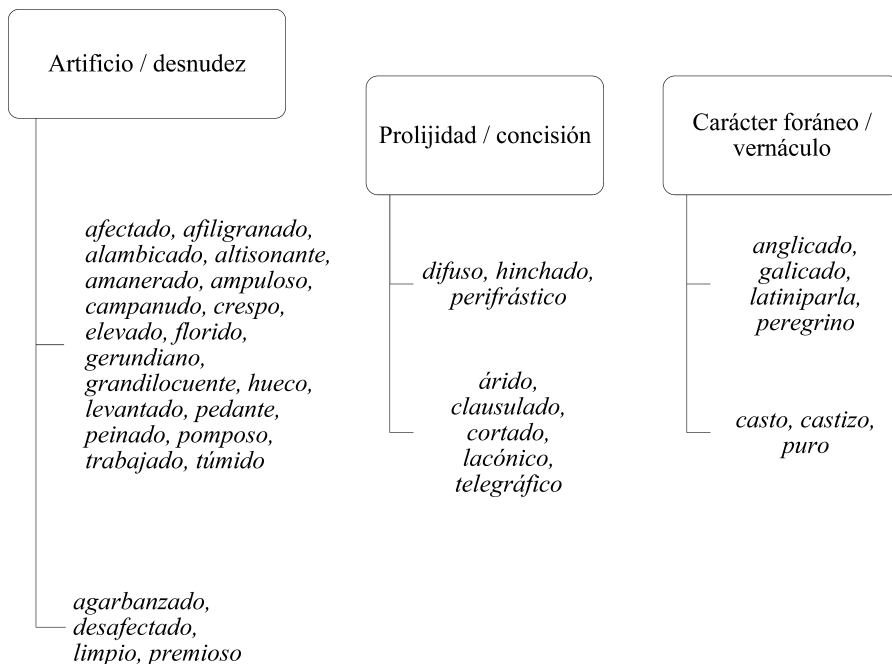 Artificio / desnudez
afectado, afiligranado,
alambicado, altisonante,
amanerado, ampuloso,
campanudo, crespo,
elevado, florido,
gerundiano,
grandilocuente, hueco,
levantado, pedante,
peinado, pomposo,
trabajado, túmido
agarbanzado,
desafectado,
limpio, premioso
Prolijidad / concisión
difuso, hinchado,
perifrástico
árido,
clausulado,
cortado,
lacónico,
telegráfico
Carácter foráneo /
vernáculo
anglicado,
galicado,
latiniparla,
peregrino
casto, castizo,
puro